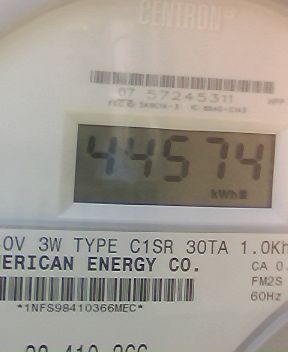 CENTRON
07 57245311
44574
kWh
0V 3W TYPE C1SR 30TA 1.0Kh
ERICAN ENERGY CO.
CA 0.
FM2S
60Hz
*1NFS98410366MEC*